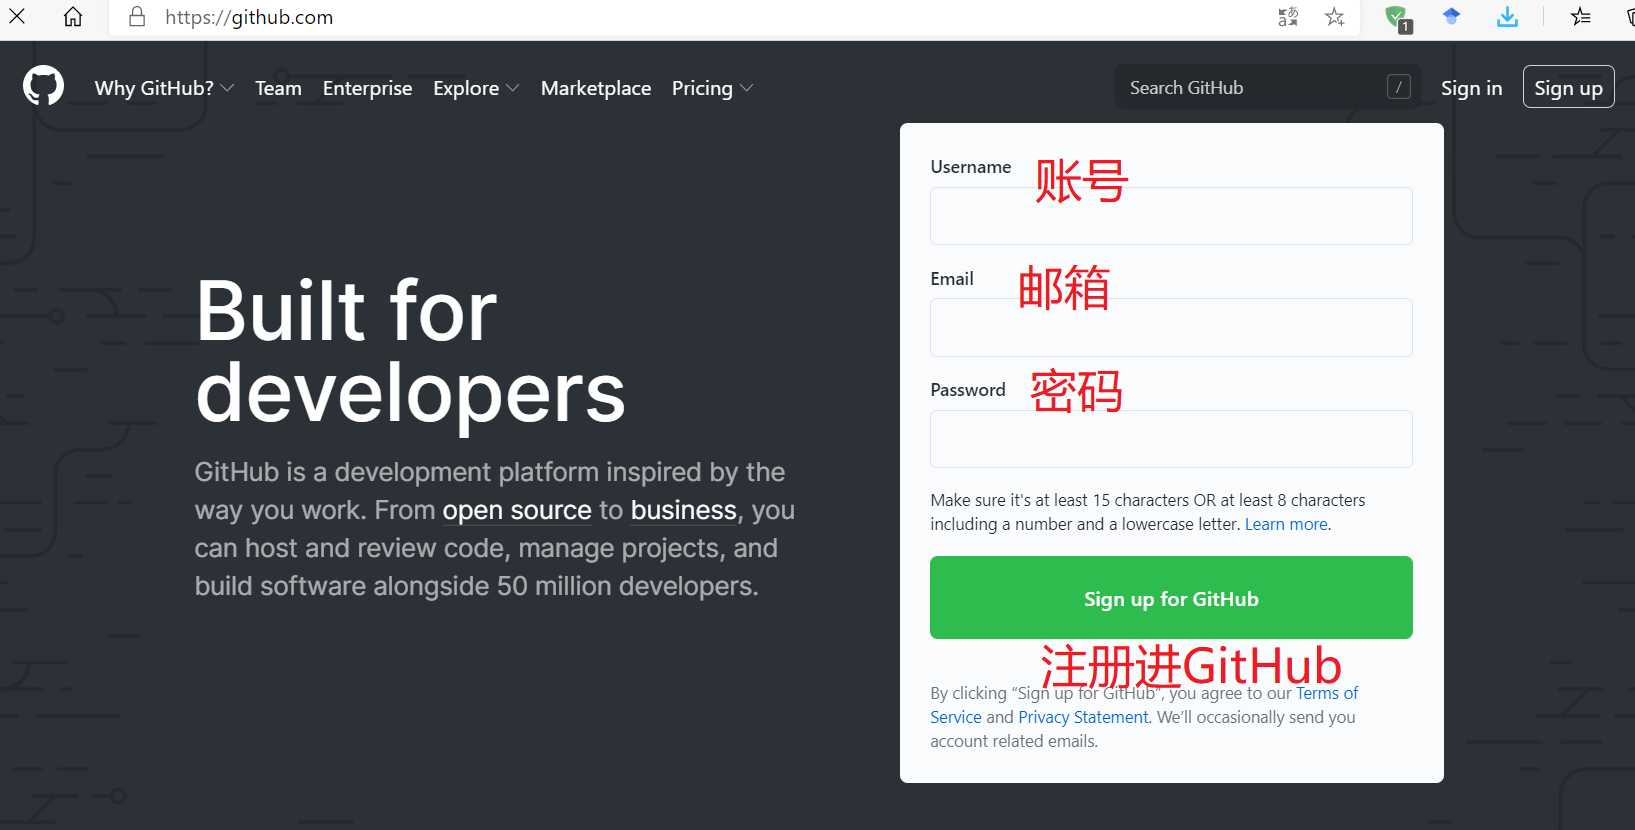 https://github.com
1
Why GitHub? Team Enterprise Explore Marketplace Pricing
Search GitHub / Sign in Sign up
Built for
developers
GitHub is a development platform inspired by the
way you work. From open source to business, you
can host and review code, manage projects, and
build software alongside 50 million developers.
Username 账号
Email 邮箱
Password 密码
Make sure it's at least 15 characters OR at least 8 characters
including a number and a lowercase letter. Learn more.
Sign up for GitHub
注册进GitHub
By clicking “Sign up for GitHub”, you agree to our Terms of
Service and Privacy Statement. We’ll occasionally send you
account related emails.